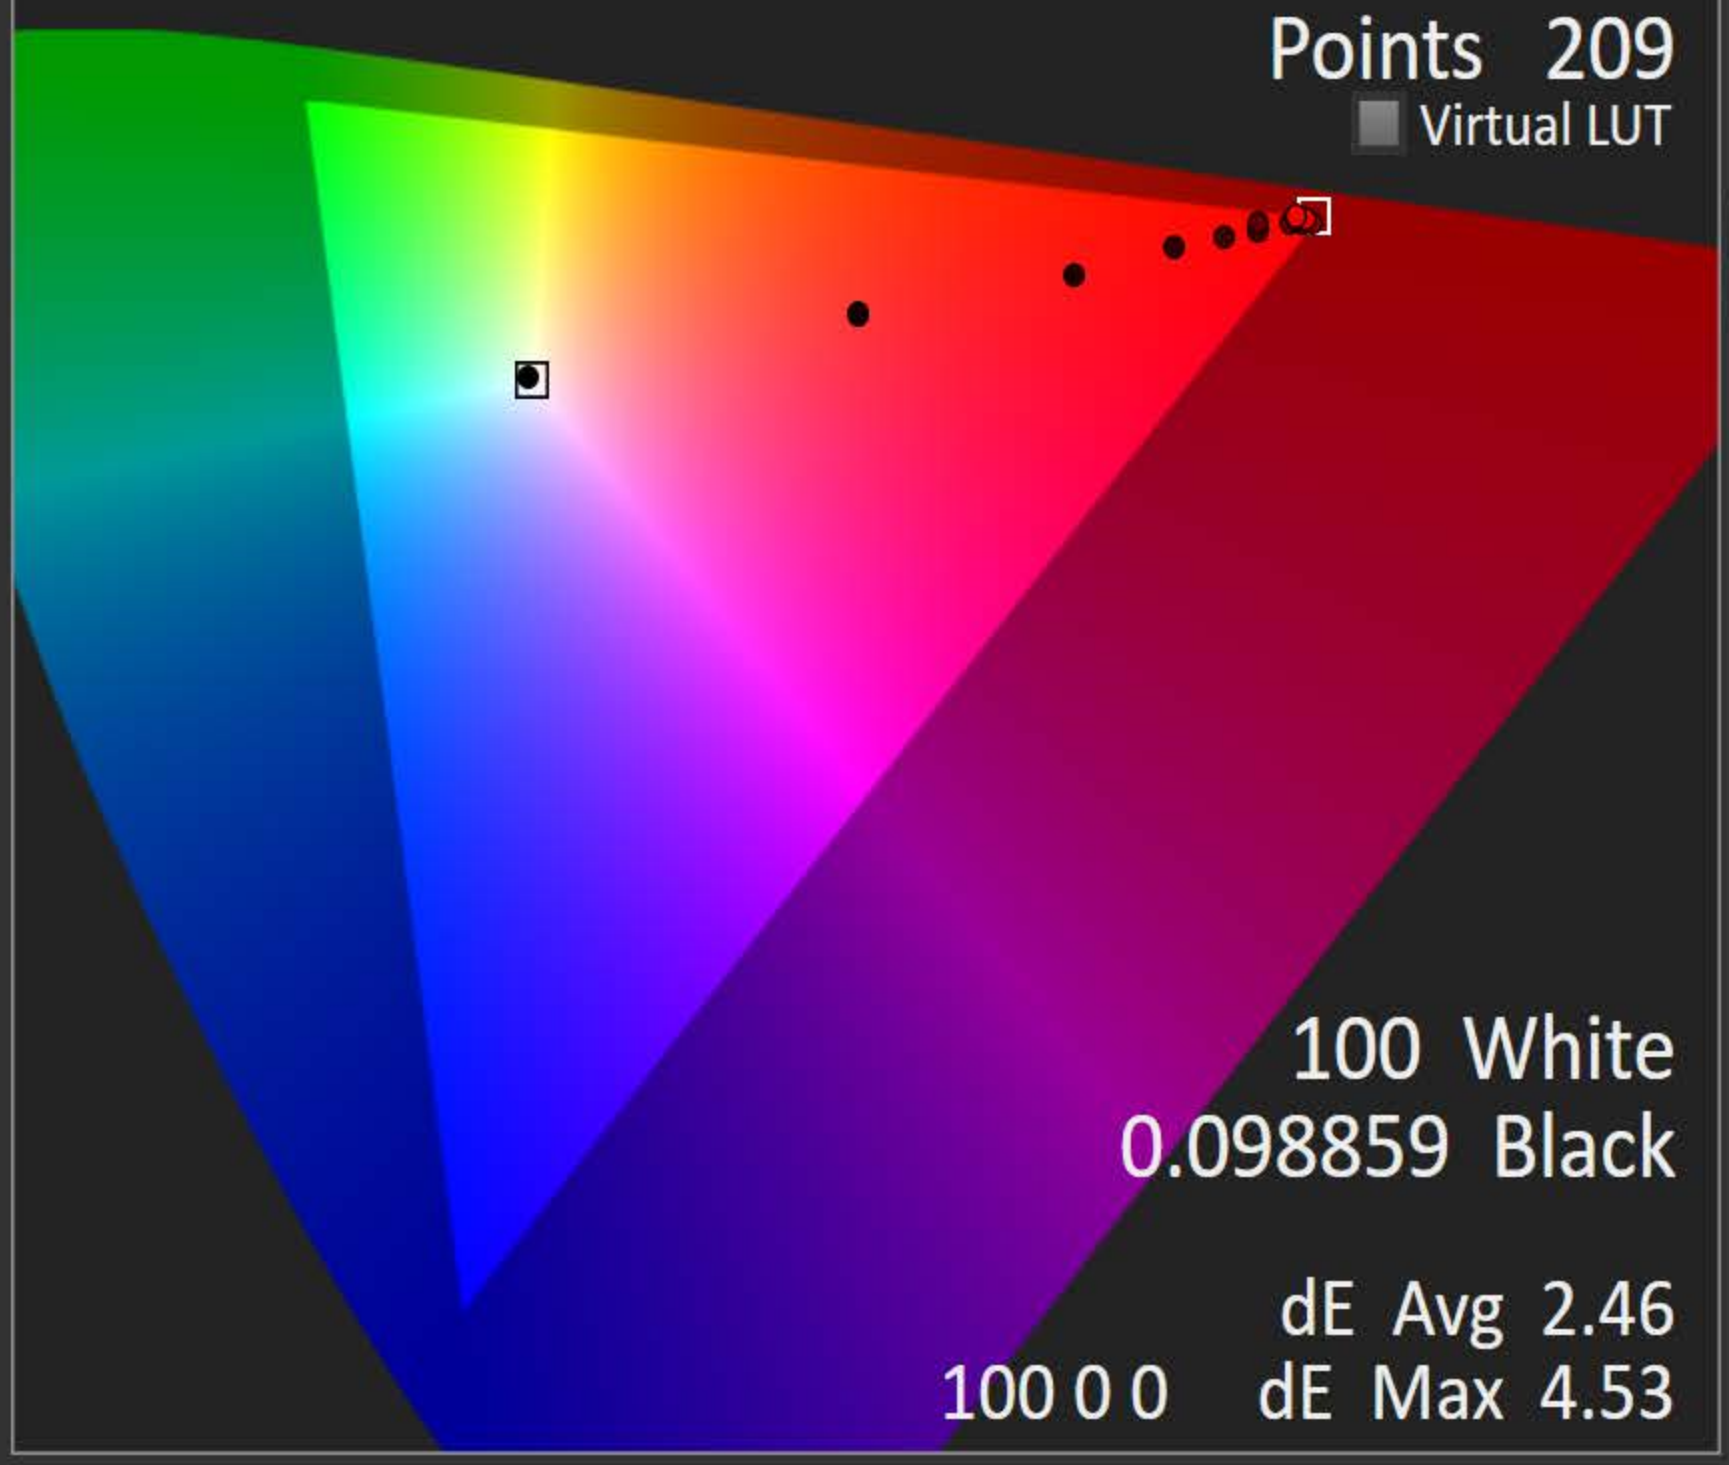 Points 209
Virtual LUT
100 White
0.098859 Black
dE Avg 2.46
100 0 0 dE Max 4.53